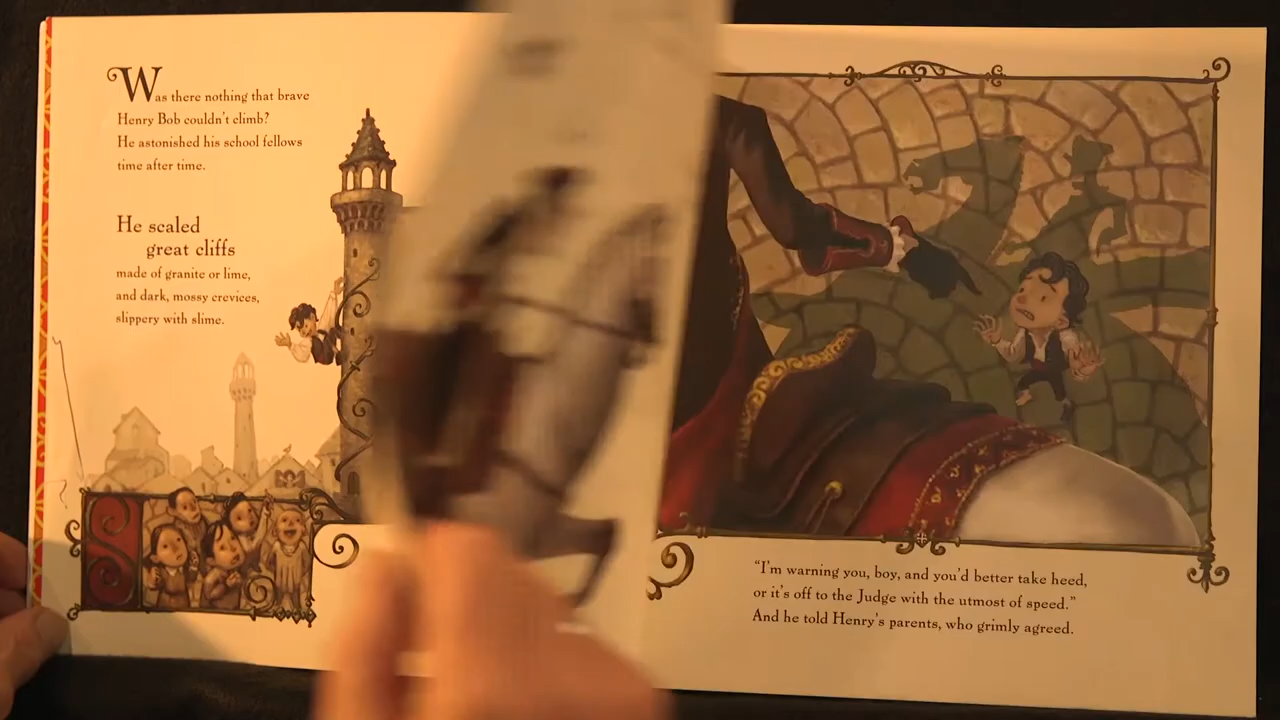 Was there nothing that brave
Henry Bob couldn't climb?
He astonished his school fellows
time after time.
He scaled
great cliffs
made of granite or lime,
and dark, mossy crevices,
slippery with slime.
"I'm warning you, boy, and you'd better take heed,
or it's off to the Judge with the utmost of speed."
And he told Henry's parents, who grimly agreed.